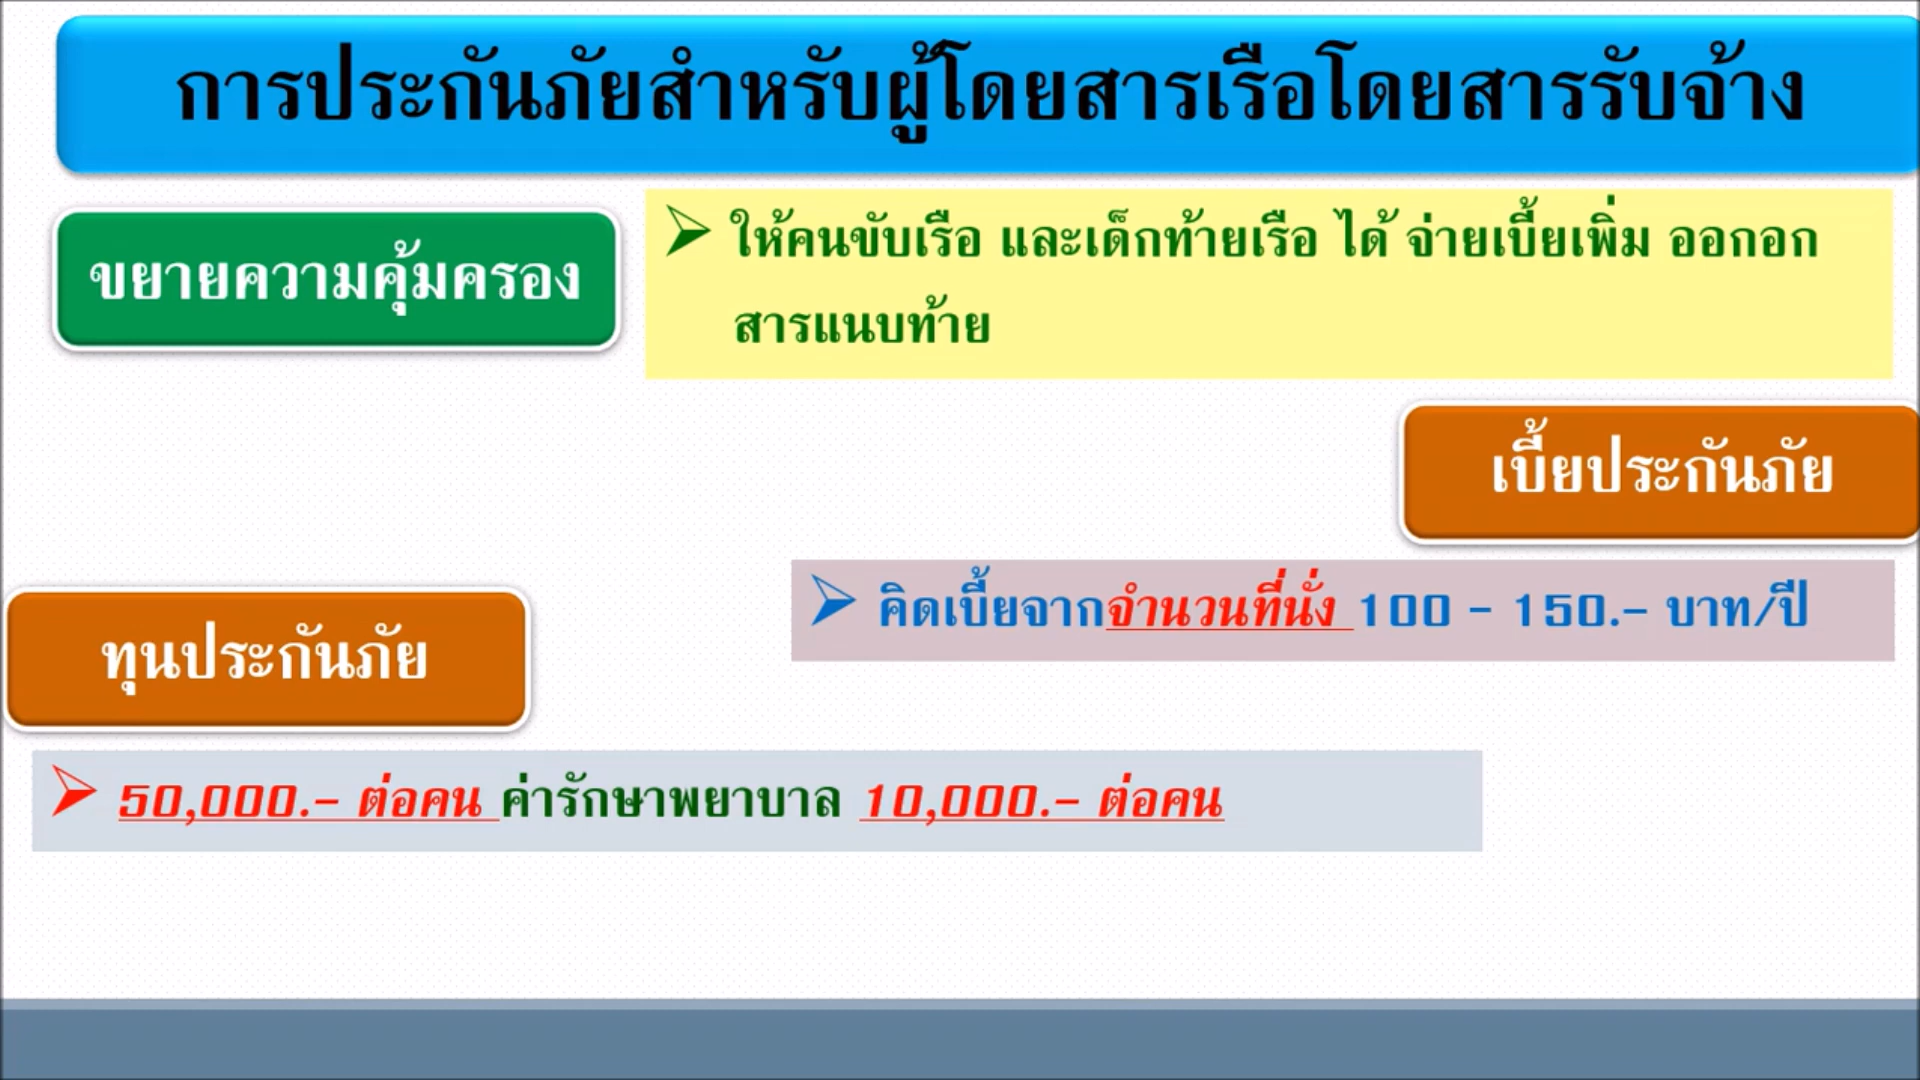 การประกันภัยสำหรับผู้โดยสารเรือโดยสารรับจ้าง
ขยายความคุ้มครอง
➢ ให้คนขับเรือ และเด็กท้ายเรือ ได้ จ่ายเบี้ยเพิ่ม ออกอก
สารแนบท้าย
เบี้ยประกันภัย
➢ คิดเบี้ยจากจำนวนที่นั่ง 100 - 150.- บาท/ปี
ทุนประกันภัย
➢ 50,000.- ต่อคน ค่ารักษาพยาบาล 10,000.- ต่อคน